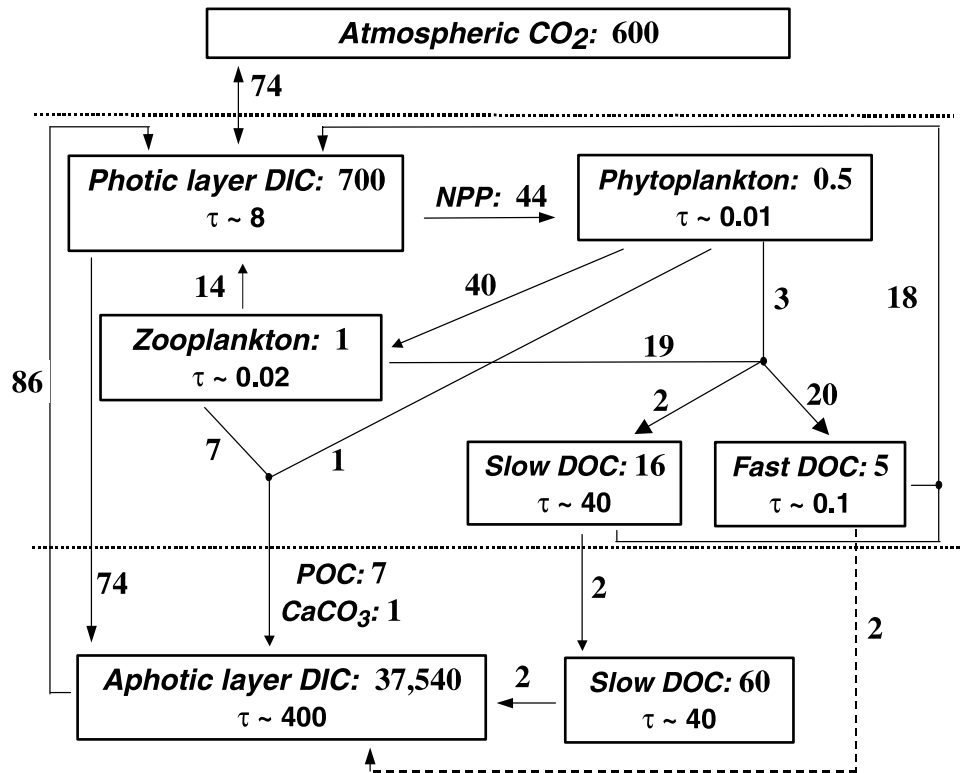 Atmospheric CO2: 600
74
Photic layer DIC: 700
τ ~ 8
NPP: 44
Phytoplankton: 0.5
τ ~ 0.01
14
40
3
18
Zooplankton: 1
τ ~ 0.02
19
86
2
20
7
1
Slow DOC: 16
τ ~ 40
Fast DOC: 5
τ ~ 0.1
74
POC: 7
CaCO3: 1
2
2
Aphotic layer DIC: 37,540
τ ~ 400
2
Slow DOC: 60
τ ~ 40